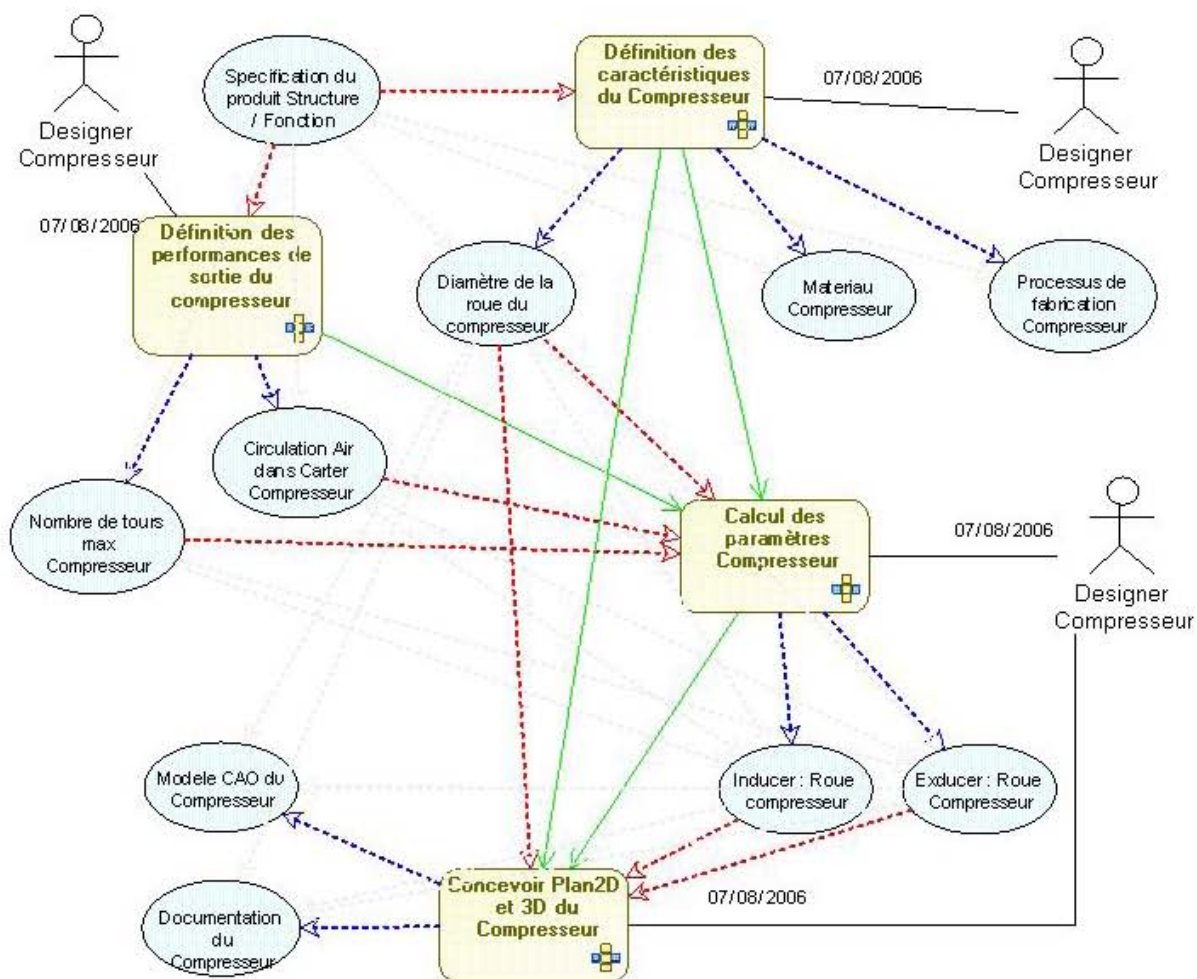 Designer
Compresseur
Specification du
produit Structure
/ Fonction
Définition des
caractéristiques
du Compresseur
07/08/2006
Designer
Compresseur
07/08/2006
Définition des
performances de
sortie du
compresseur
Diamètre de la
roue du
compresseur
Materiau
Compresseur
Processus de
fabrication
Compresseur
Circulation Air
dans Carter
Compresseur
Nombre de tours
max
Compresseur
Calcul des
paramètres
Compresseur
07/08/2006
Designer
Compresseur
Modele CAO du
Compresseur
Inducer : Roue
compresseur
Exducer : Roue
Compresseur
Concevoir Plan2D
et 3D du
Compresseur
07/08/2006
Documentation
du
Compresseur